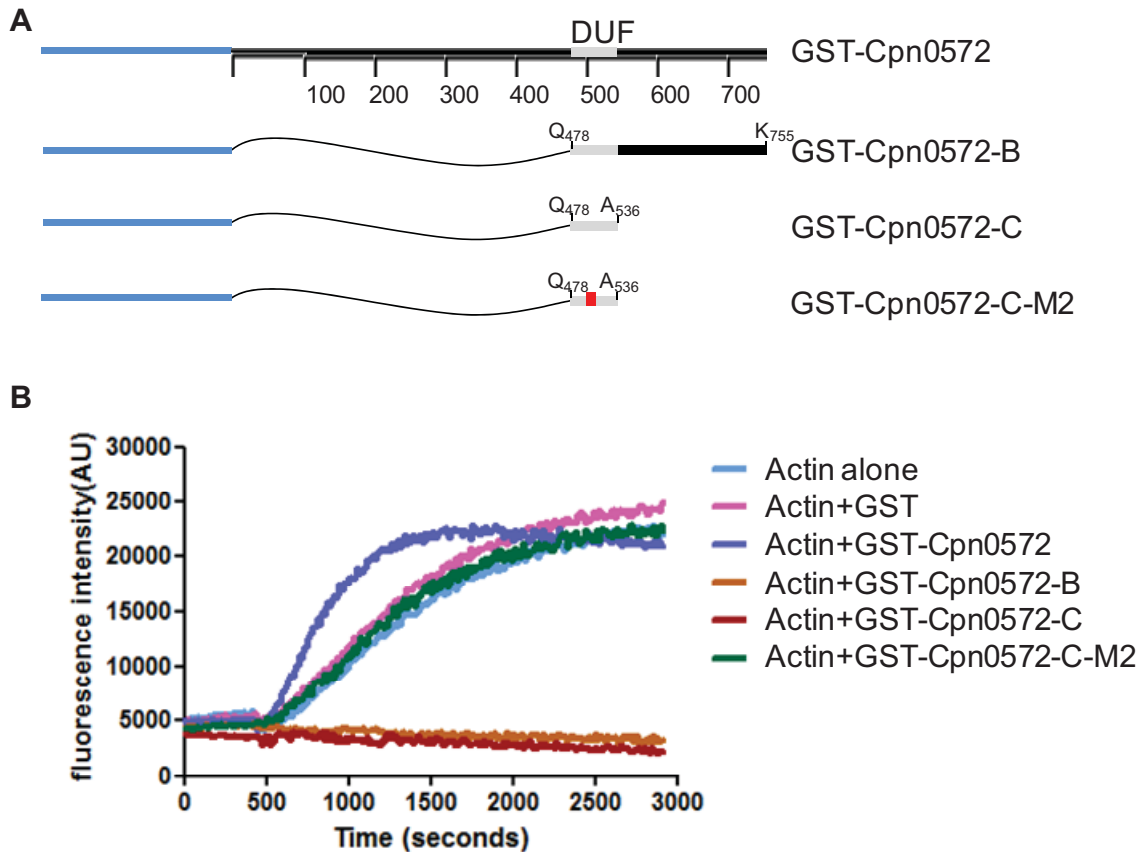 A
DUF
GST-Cpn0572
100 200 300 400 500 600 700
Q478 K755
GST-Cpn0572-B
Q478 A536
GST-Cpn0572-C
Q478 A536
GST-Cpn0572-C-M2
B
fluorescence intensity(AU)
30000
25000
20000
15000
10000
5000
0
0 500 1000 1500 2000 2500 3000
Time (seconds)
Actin alone
Actin+GST
Actin+GST-Cpn0572
Actin+GST-Cpn0572-B
Actin+GST-Cpn0572-C
Actin+GST-Cpn0572-C-M2